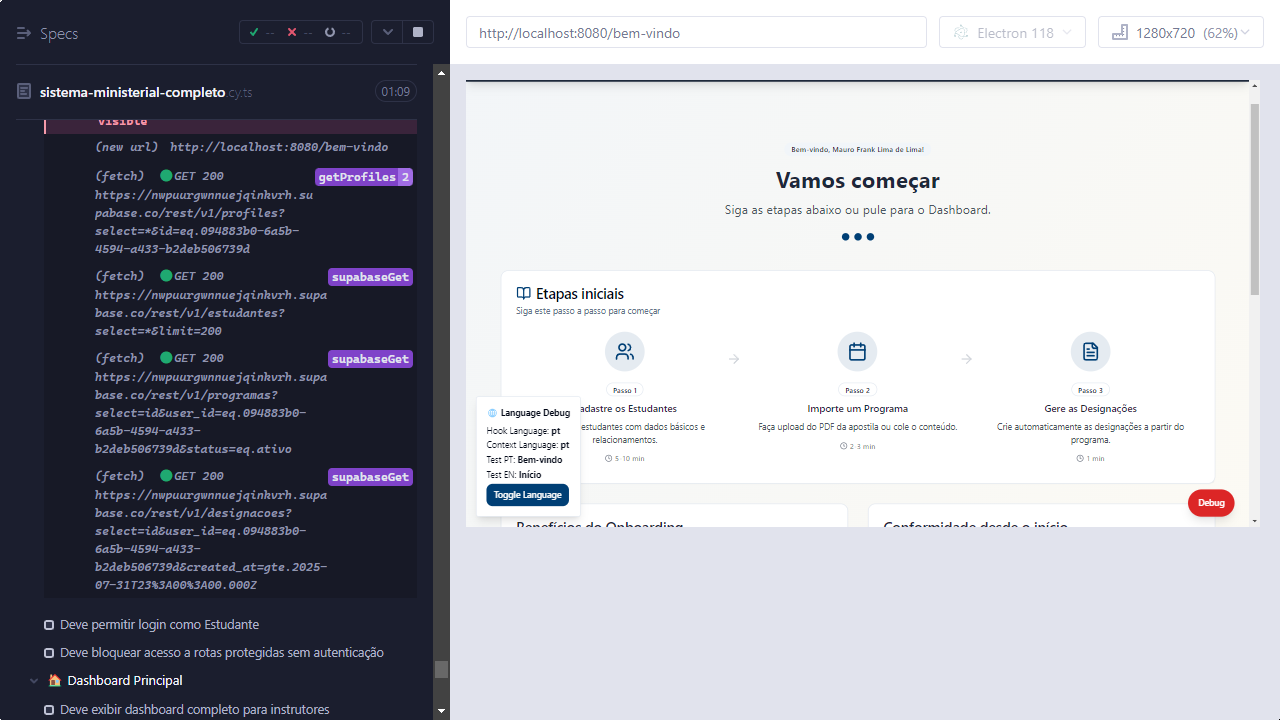 Specs
--
--
--
sistema-ministerial-completo.cy.ts
01:09
visible
(new url) http://localhost:8080/bem-vindo
(fetch) GET 200
getProfiles 2
https://nwpuurgwnnuejqinkvrh.su
pabase.co/rest/v1/profiles?
select=*&id=eq.094883b0-6a5b-
4594-a433-b2deb506739d
(fetch) GET 200
supabaseGet
https://nwpuurgwnnuejqinkvrh.supa
base.co/rest/v1/estudantes?
select=*&limit=200
(fetch) GET 200
supabaseGet
https://nwpuurgwnnuejqinkvrh.supa
base.co/rest/v1/programas?
select=id&user_id=eq.094883b0-
6a5b-4594-a433-
b2deb506739d&status=eq.ativo
(fetch) GET 200
supabaseGet
https://nwpuurgwnnuejqinkvrh.supa
base.co/rest/v1/designacoes?
select=id&user_id=eq.094883b0-
6a5b-4594-a433-
b2deb506739d&created_at=gte.2025-
07-31T23%3A00%3A00.000Z
Deve permitir login como Estudante
Deve bloquear acesso a rotas protegidas sem autenticação
Dashboard Principal
Deve exibir dashboard completo para instrutores
http://localhost:8080/bem-vindo
Electron 118
1280x720 (62%)
Bem-vindo, Mauro Frank Lima de Lima!
Vamos começar
Siga as etapas abaixo ou pule para o Dashboard.
Etapas iniciais
Siga este passo a passo para começar
Passo 1
adastre os Estudantes
estudantes com dados básicos e
relacionamentos.
5-10 min
Passo 2
Importe um Programa
Faça upload do PDF da apostila ou cole o conteúdo.
2-3 min
Passo 3
Gere as Designações
Crie automaticamente as designações a partir do
programa.
1 min
Language Debug
Hook Language: pt
Context Language: pt
Test PT: Bem-vindo
Test EN: Início
Toggle Language
Benefícios do Onboarding
Conformidade desde o início
Debug